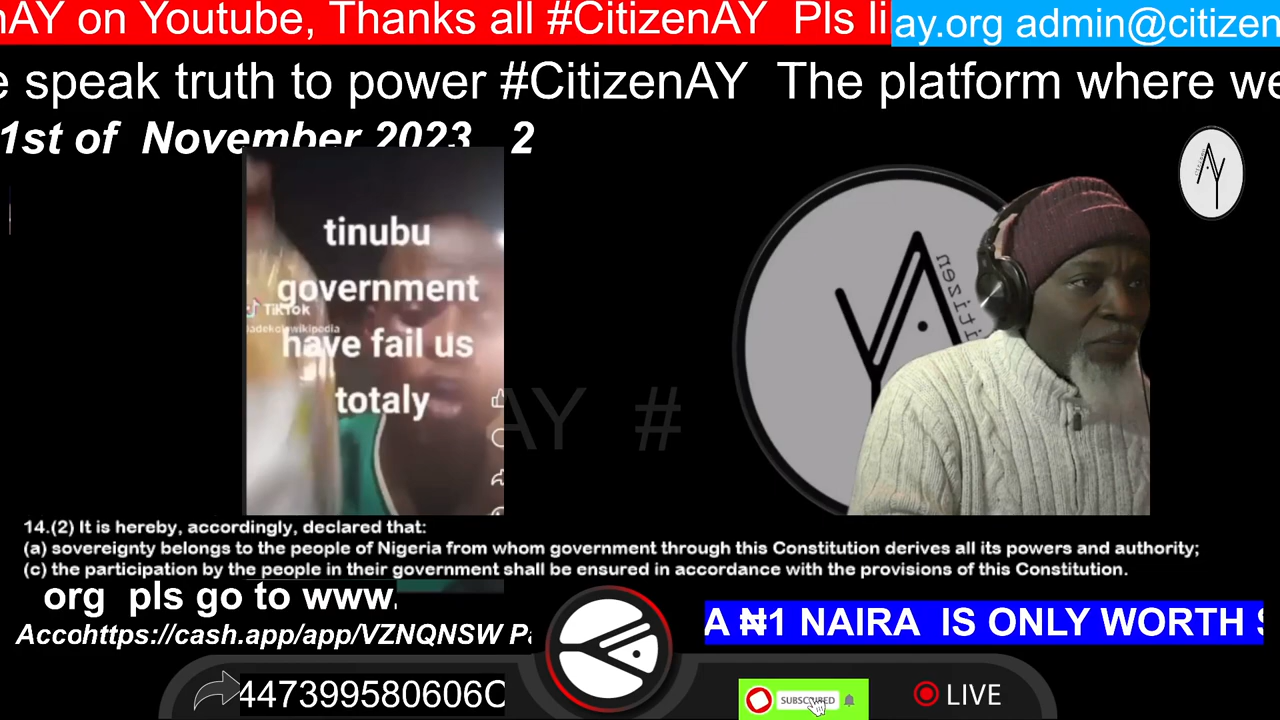 nAY on Youtube, Thanks all #CitizenAY Pls li
ay.org admin@citizen
e speak truth to power #CitizenAY The platform where we
1st of November 2023 2
AY
tinubu
government
TikTok
have fail us
totaly
AY #
14.(2) It is hereby, accordingly, declared that:
(a) sovereignty belongs to the people of Nigeria from whom government through this Constitution derives all its powers and authority;
(c) the participation by the people in their government shall be ensured in accordance with the provisions of this Constitution.
org pls go to www.
Accohttps://cash.app/app/VZNQNSW Pa
A ₦1 NAIRA IS ONLY WORTH S
447399580606C
SUBSCRIBED
LIVE